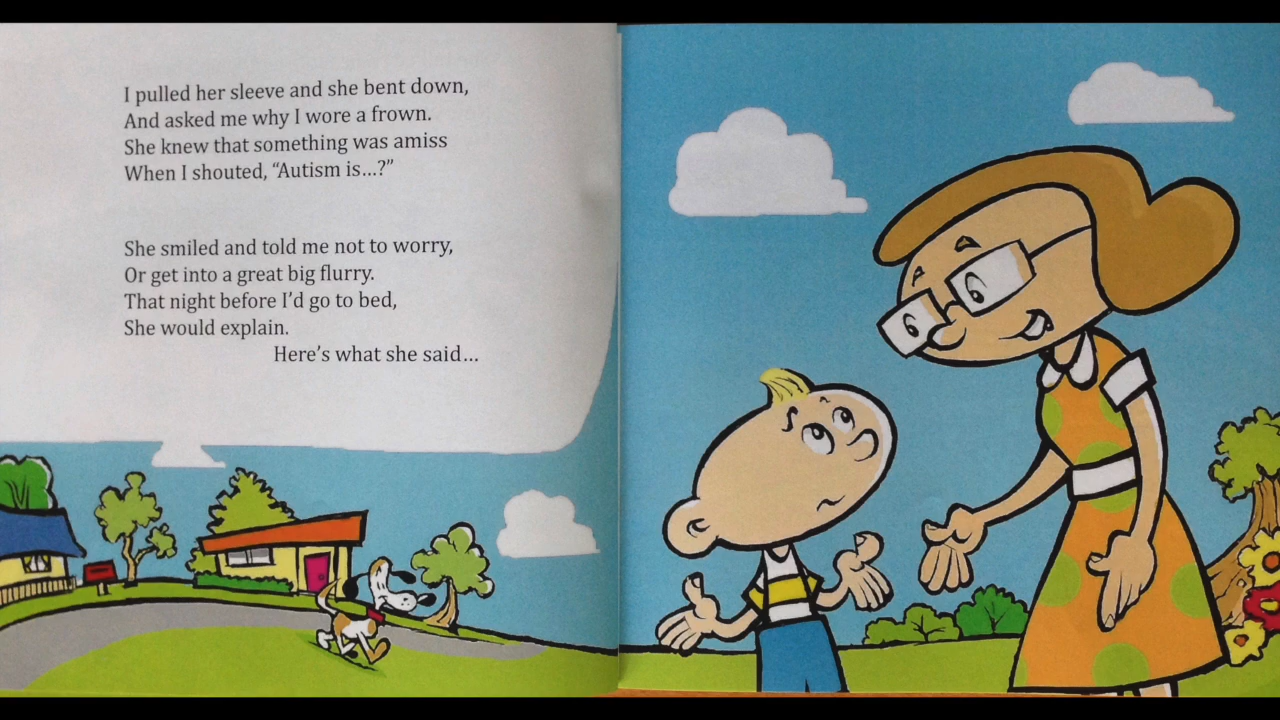 I pulled her sleeve and she bent down,
And asked me why I wore a frown.
She knew that something was amiss
When I shouted, “Autism is...?”
She smiled and told me not to worry,
Or get into a great big flurry.
That night before I’d go to bed,
She would explain.
Here’s what she said...